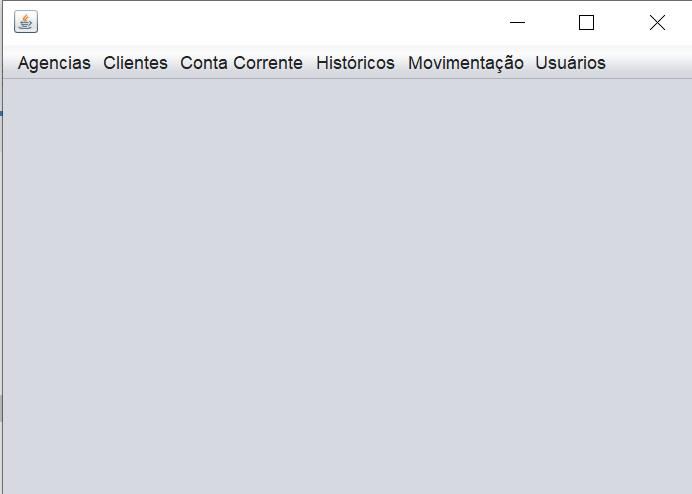 Agencias Clientes Conta Corrente Históricos Movimentação Usuários